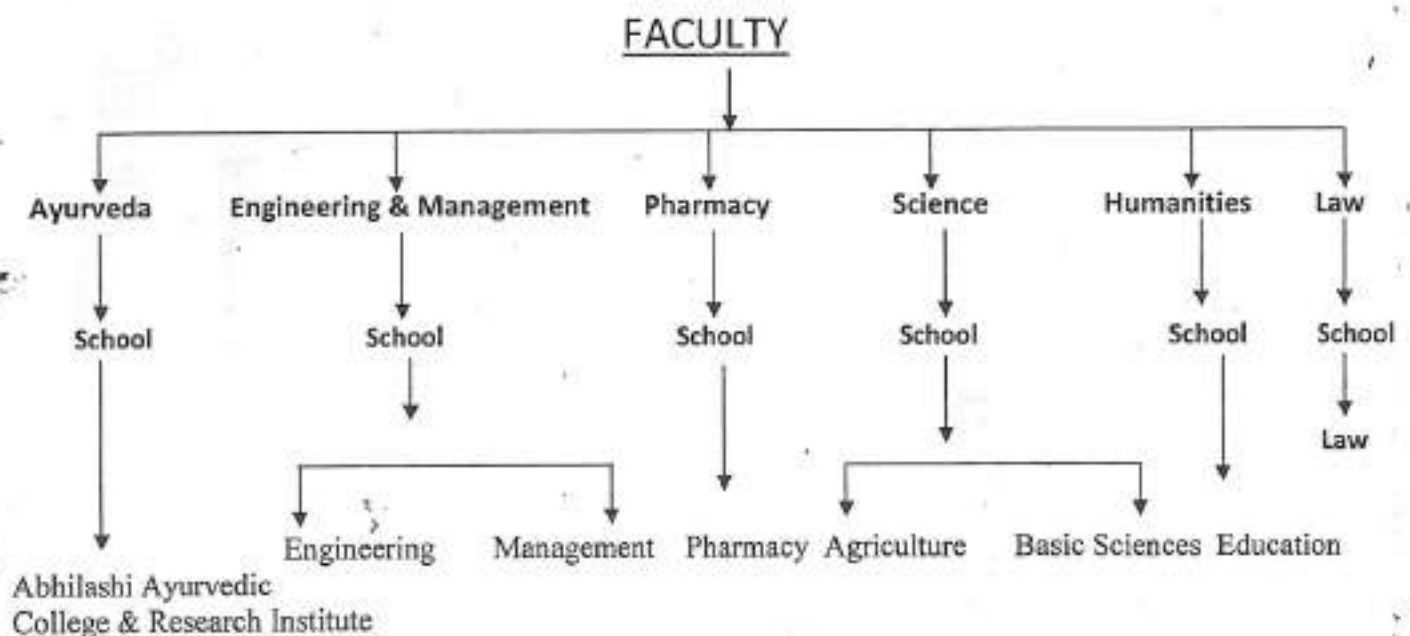 FACULTY
Ayurveda Engineering & Management Pharmacy Science Humanities Law
School School School School School School
Law
Engineering Management Pharmacy Agriculture Basic Sciences Education
Abhilashi Ayurvedic
College & Research Institute